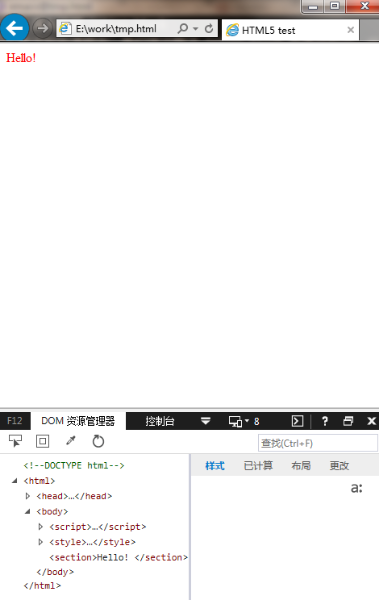 E:\work\tmp.html
HTML5 test
Hello!
F12 DOM 资源管理器 控制台 8 ?
查找(Ctrl+F)
<!--DOCTYPE html-->
<html>
<head>…</head>
<body>
<script>…</script>
<style>…</style>
<section>Hello! </section>
</body>
</html>
样式 已计算 布局 更改
a: